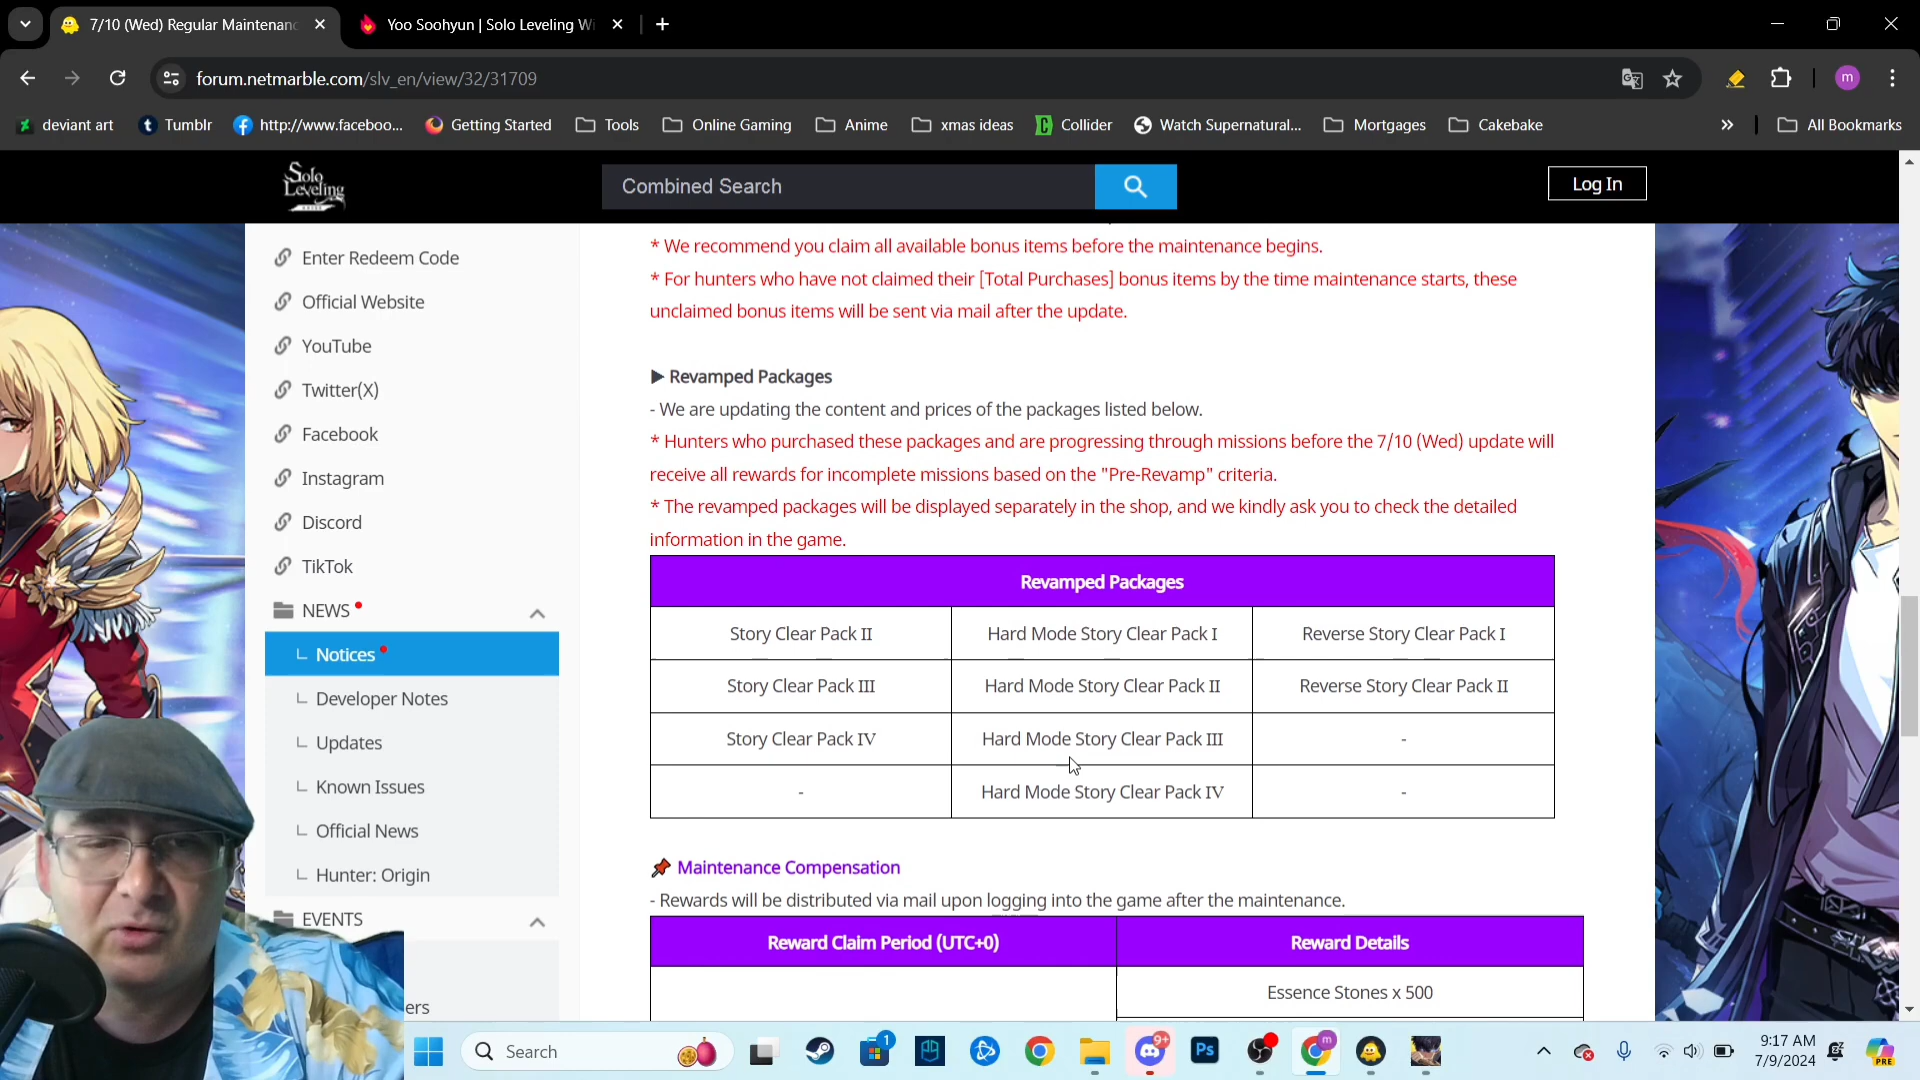 7/10 (Wed) Regular Maintenanc
Yoo Soohyun | Solo Leveling Wi
forum.netmarble.com/slv_en/view/32/31709
m
deviant art
Tumblr
http://www.faceboo...
Getting Started
Tools
Online Gaming
Anime
xmas ideas
Collider
Watch Supernatural...
Mortgages
Cakebake
All Bookmarks
Solo Leveling
Combined Search
Log In
Enter Redeem Code
Official Website
YouTube
Twitter(X)
Facebook
Instagram
Discord
TikTok
NEWS
Notices
Developer Notes
Updates
Known Issues
Official News
Hunter: Origin
EVENTS
ers
* We recommend you claim all available bonus items before the maintenance begins.
* For hunters who have not claimed their [Total Purchases] bonus items by the time maintenance starts, these
unclaimed bonus items will be sent via mail after the update.
▶ Revamped Packages
- We are updating the content and prices of the packages listed below.
* Hunters who purchased these packages and are progressing through missions before the 7/10 (Wed) update will
receive all rewards for incomplete missions based on the "Pre-Revamp" criteria.
* The revamped packages will be displayed separately in the shop, and we kindly ask you to check the detailed
information in the game.
Revamped Packages
Story Clear Pack II
Hard Mode Story Clear Pack I
Reverse Story Clear Pack I
Story Clear Pack III
Hard Mode Story Clear Pack II
Reverse Story Clear Pack II
Story Clear Pack IV
Hard Mode Story Clear Pack III
-
-
Hard Mode Story Clear Pack IV
-
📌 Maintenance Compensation
- Rewards will be distributed via mail upon logging into the game after the maintenance.
Reward Claim Period (UTC+0)
Reward Details
Essence Stones x 500
Search
1
9+
Ps
m
9:17 AM
7/9/2024
PRE